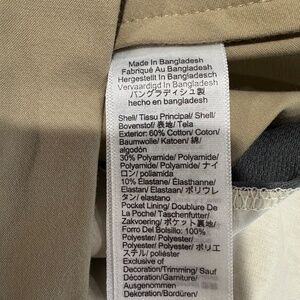 Made In Bangladesh
Fabriqué Au Bangladesh
Hergestellt In Bangladesch
Vervaardigd In Bangladesh
バングラディシュ製
hecho en bangladesh
Shell/ Tissu Principal/ Shell/
Bovenstof/ 表地/ Tela
Exterior: 60% Cotton/ Coton/
Baumwolle/ Katoen/ 綿/
algodón
30% Polyamide/ Polyamide/
Polyamide/ Polyamide/ ナイ
ロン/ poliamida
10% Elastane/ Élasthanne/
Elastan/ Elastaan/ ポリウレ
タン/ elastano
Pocket Lining/ Doublure De
La Poche/ Taschenfutter/
Zakvoering/ ポケット裏地/
Forro Del Bolsillo: 100%
Polyester/ Polyester/
Polyester/ Polyester/ ポリエ
ステル/ poliéster
Exclusive of
Decoration/Trimming/ Sauf
Décoration/Garniture/
Ausgenommen
Dekoration/Bordüren/